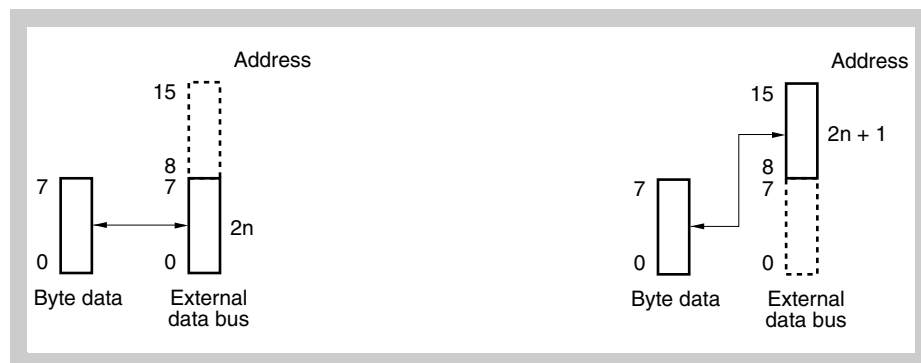 Address
15
8
7
7
2n
0
0
Byte data
External
data bus
Address
15
2n + 1
8
7
7
0
0
Byte data
External
data bus